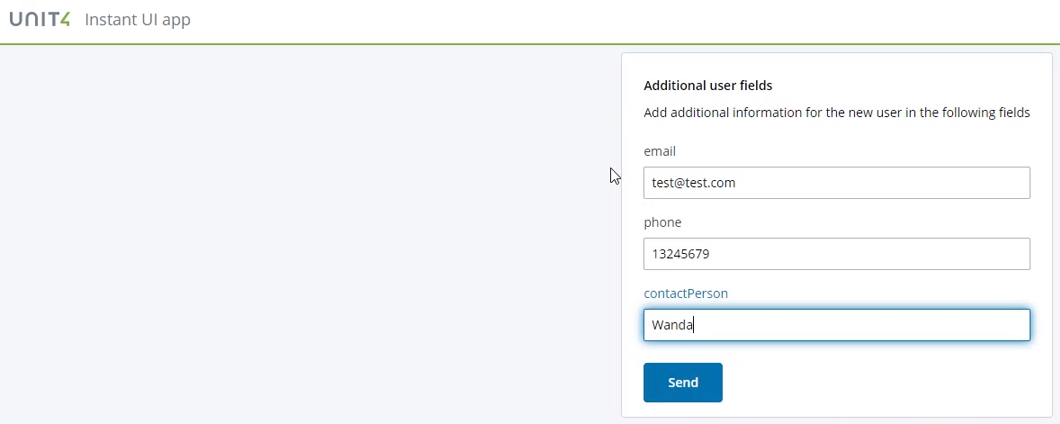 UNIT4 Instant UI app
Additional user fields
Add additional information for the new user in the following fields
email
test@test.com
phone
13245679
contactPerson
Wanda
Send